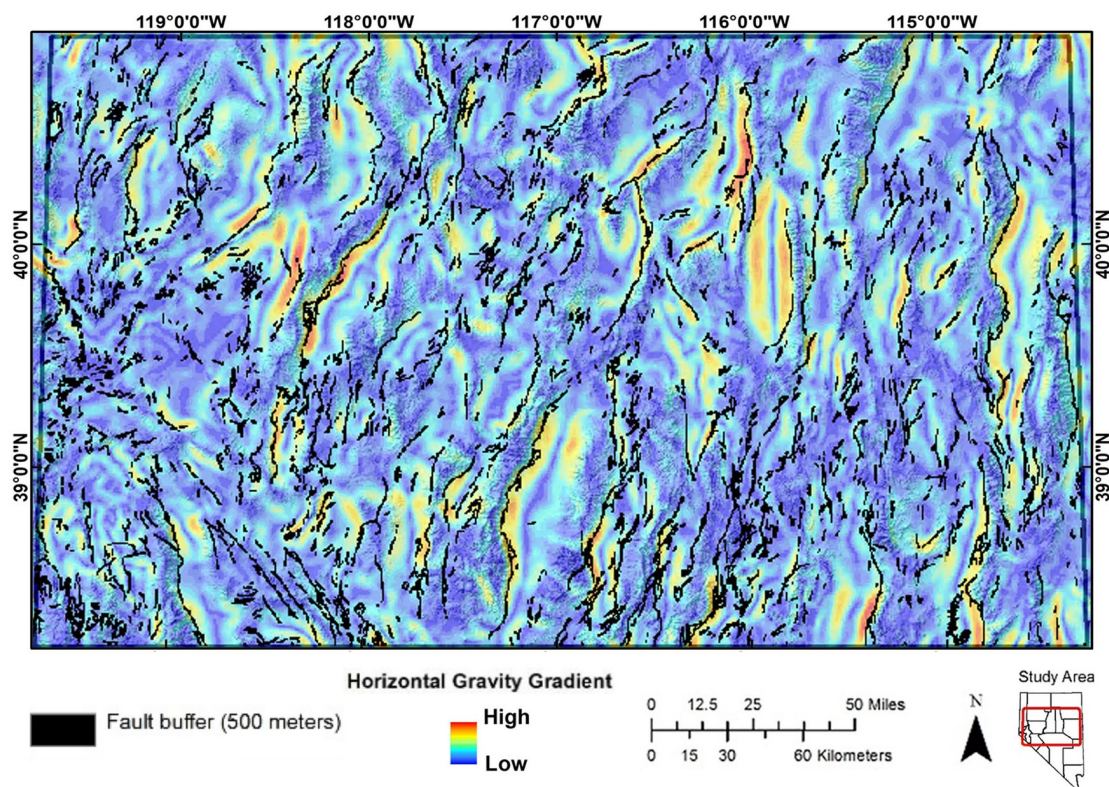 119°0'0"W 118°0'0"W 117°0'0"W 116°0'0"W 115°0'0"W
40°0'0"N 40°0'0"N
39°0'0"N 39°0'0"N
Horizontal Gravity Gradient
Study Area
Fault buffer (500 meters)
High
Low
0 12.5 25 50 Miles
0 15 30 60 Kilometers
N